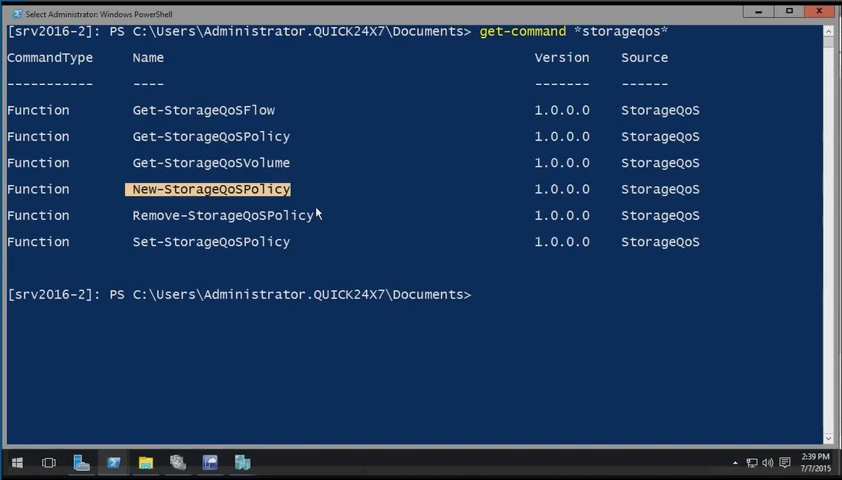 Select Administrator: Windows PowerShell
[srv2016-2]: PS C:\Users\Administrator.QUICK24X7\Documents> get-command *storageqos*
CommandType Name Version Source
----------- ---- ------- ------
Function Get-StorageQoSFlow 1.0.0.0 StorageQoS
Function Get-StorageQoSPolicy 1.0.0.0 StorageQoS
Function Get-StorageQoSVolume 1.0.0.0 StorageQoS
Function New-StorageQoSPolicy 1.0.0.0 StorageQoS
Function Remove-StorageQoSPolicy 1.0.0.0 StorageQoS
Function Set-StorageQoSPolicy 1.0.0.0 StorageQoS
[srv2016-2]: PS C:\Users\Administrator.QUICK24X7\Documents>
2:39 PM
7/7/2015